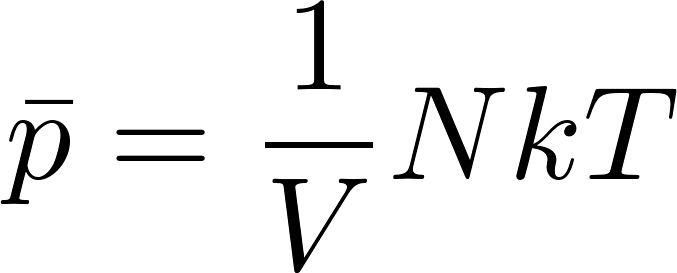 p̄ = 1/V NkT